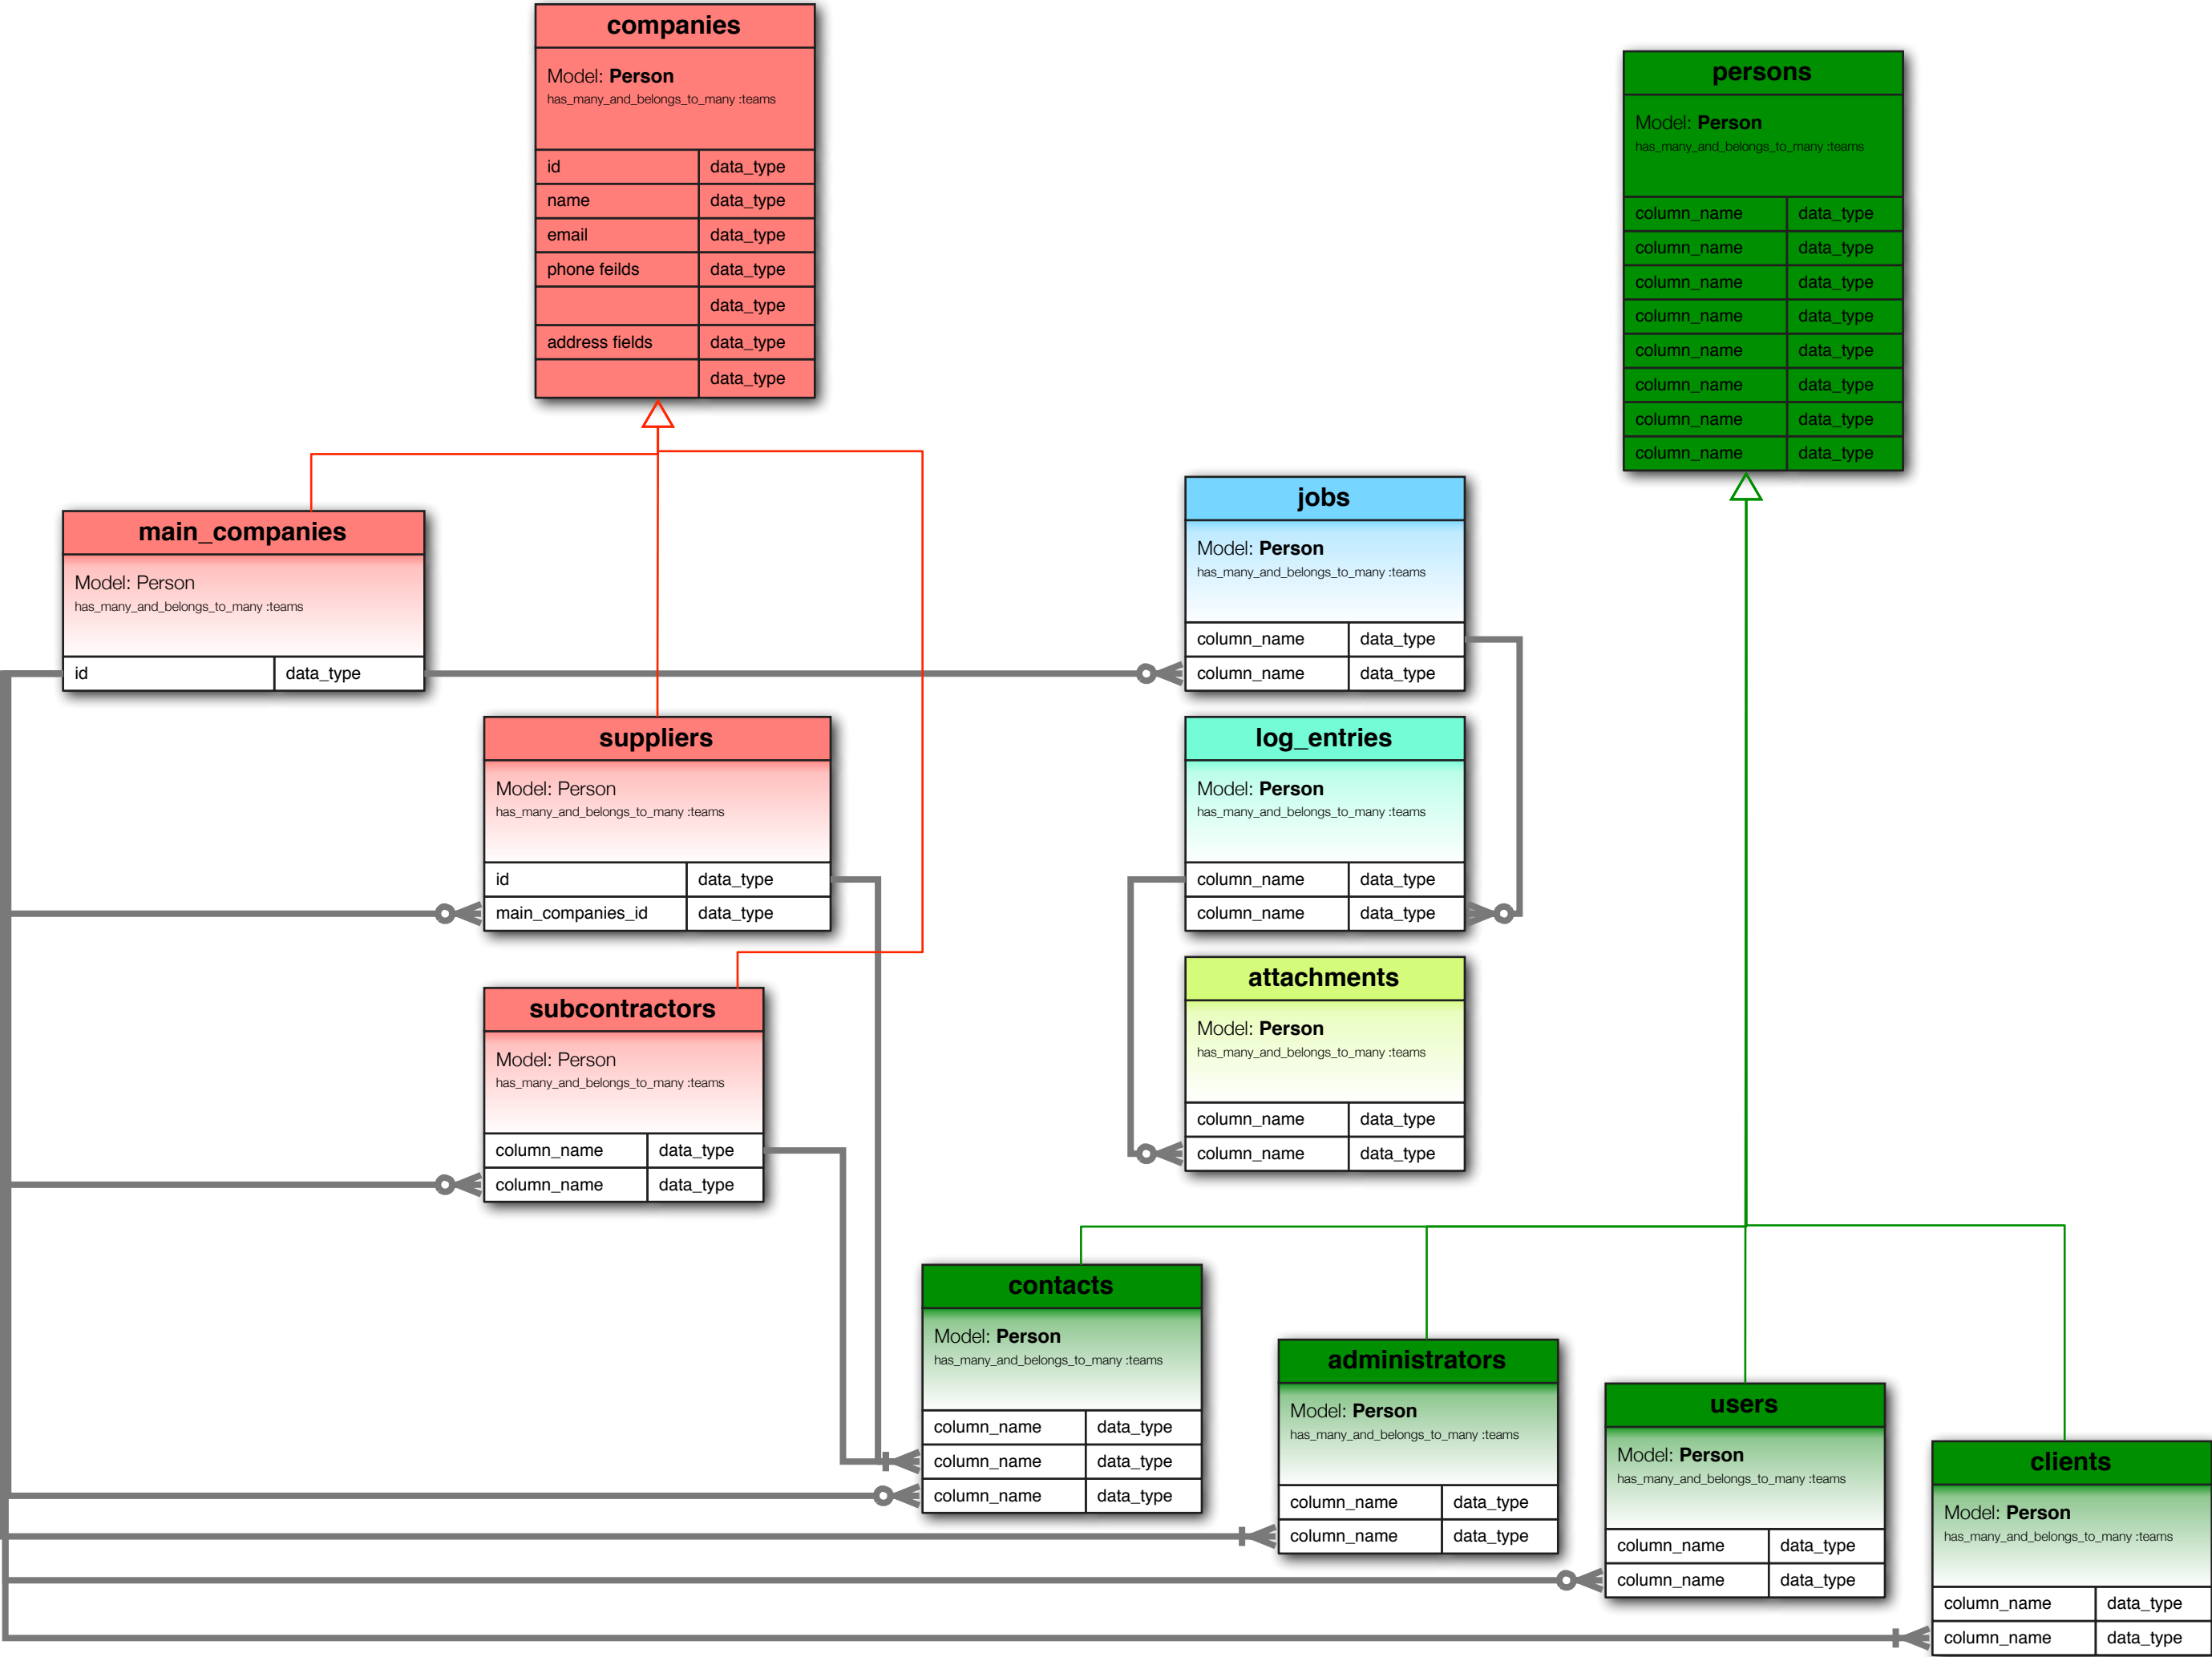 companies
Model: Person
has_many_and_belongs_to_many :teams
id data_type
name data_type
email data_type
phone feilds data_type
data_type
address fields data_type
data_type
persons
Model: Person
has_many_and_belongs_to_many :teams
column_name data_type
column_name data_type
column_name data_type
column_name data_type
column_name data_type
column_name data_type
column_name data_type
column_name data_type
main_companies
Model: Person
has_many_and_belongs_to_many :teams
id data_type
jobs
Model: Person
has_many_and_belongs_to_many :teams
column_name data_type
column_name data_type
suppliers
Model: Person
has_many_and_belongs_to_many :teams
id data_type
main_companies_id data_type
log_entries
Model: Person
has_many_and_belongs_to_many :teams
column_name data_type
column_name data_type
subcontractors
Model: Person
has_many_and_belongs_to_many :teams
column_name data_type
column_name data_type
attachments
Model: Person
has_many_and_belongs_to_many :teams
column_name data_type
column_name data_type
contacts
Model: Person
has_many_and_belongs_to_many :teams
column_name data_type
column_name data_type
column_name data_type
administrators
Model: Person
has_many_and_belongs_to_many :teams
column_name data_type
column_name data_type
users
Model: Person
has_many_and_belongs_to_many :teams
column_name data_type
column_name data_type
clients
Model: Person
has_many_and_belongs_to_many :teams
column_name data_type
column_name data_type